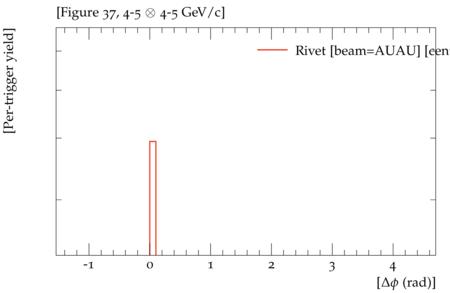 [Figure 37, 4-5 ⊗ 4-5 GeV/c]
[Per-trigger yield]
Rivet [beam=AUAU] [cen
-1 0 1 2 3 4
[Δϕ (rad)]